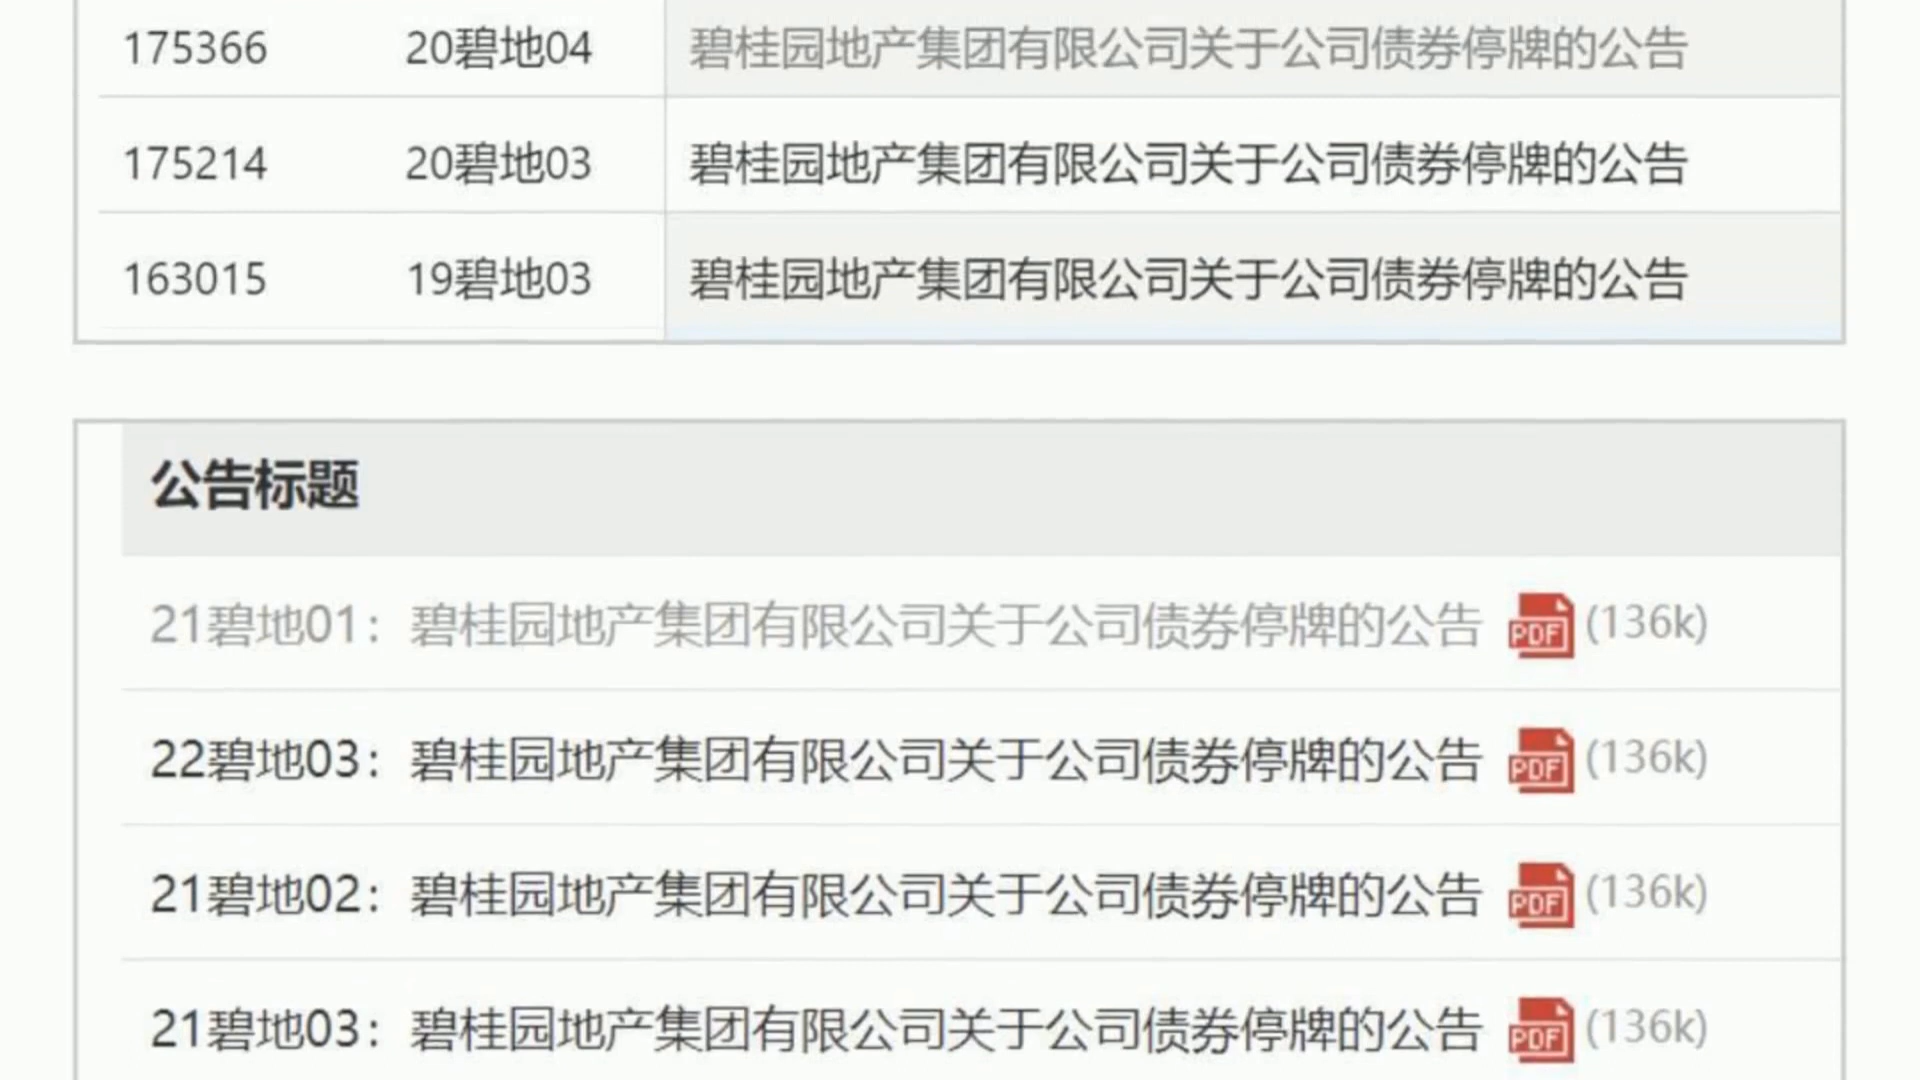 175366 20碧地04 碧桂园地产集团有限公司关于公司债券停牌的公告
175214 20碧地03 碧桂园地产集团有限公司关于公司债券停牌的公告
163015 19碧地03 碧桂园地产集团有限公司关于公司债券停牌的公告
公告标题
21碧地01：碧桂园地产集团有限公司关于公司债券停牌的公告 PDF (136k)
22碧地03：碧桂园地产集团有限公司关于公司债券停牌的公告 PDF (136k)
21碧地02：碧桂园地产集团有限公司关于公司债券停牌的公告 PDF (136k)
21碧地03：碧桂园地产集团有限公司关于公司债券停牌的公告 PDF (136k)